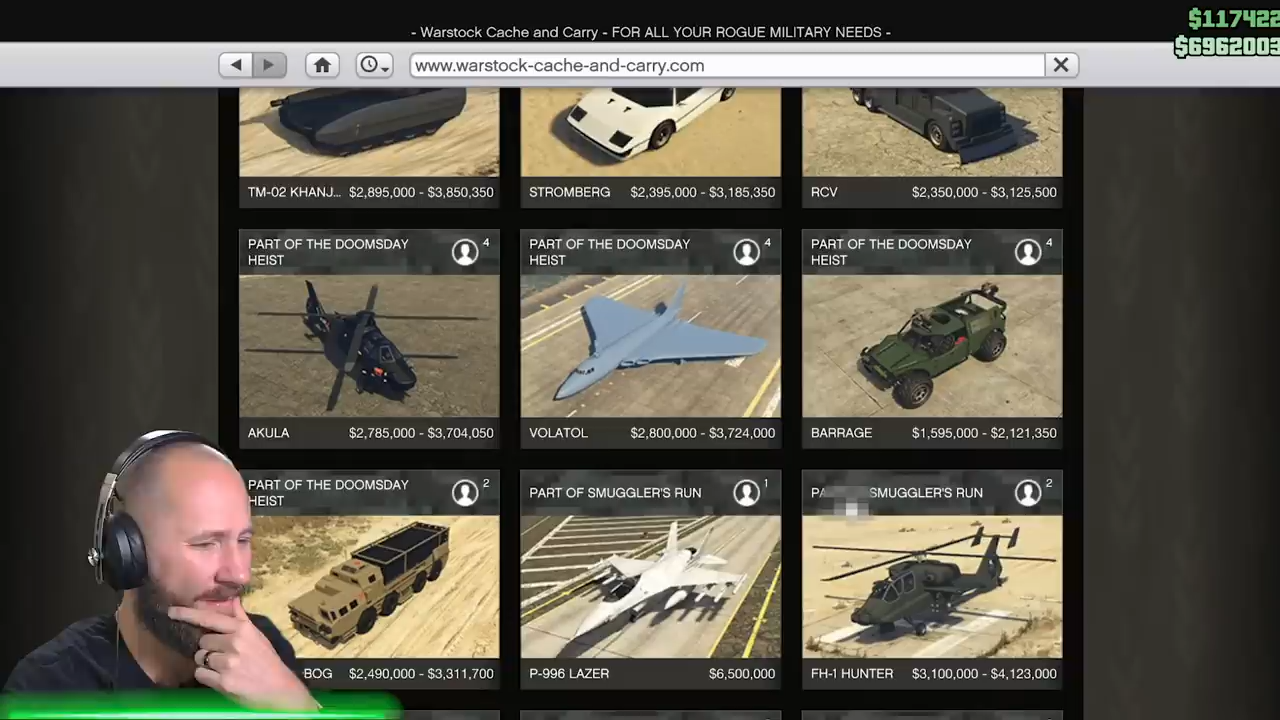 - Warstock Cache and Carry - FOR ALL YOUR ROGUE MILITARY NEEDS -
$117422
$6962003
www.warstock-cache-and-carry.com
TM-02 KHANJ... $2,895,000 - $3,850,350
STROMBERG $2,395,000 - $3,185,350
RCV $2,350,000 - $3,125,500
PART OF THE DOOMSDAY
HEIST
4
PART OF THE DOOMSDAY
HEIST
4
PART OF THE DOOMSDAY
HEIST
4
AKULA $2,785,000 - $3,704,050
VOLATOL $2,800,000 - $3,724,000
BARRAGE $1,595,000 - $2,121,350
PART OF THE DOOMSDAY
HEIST
2
PART OF SMUGGLER'S RUN
1
SMUGGLER'S RUN
2
BOG $2,490,000 - $3,311,700
P-996 LAZER $6,500,000
FH-1 HUNTER $3,100,000 - $4,123,000